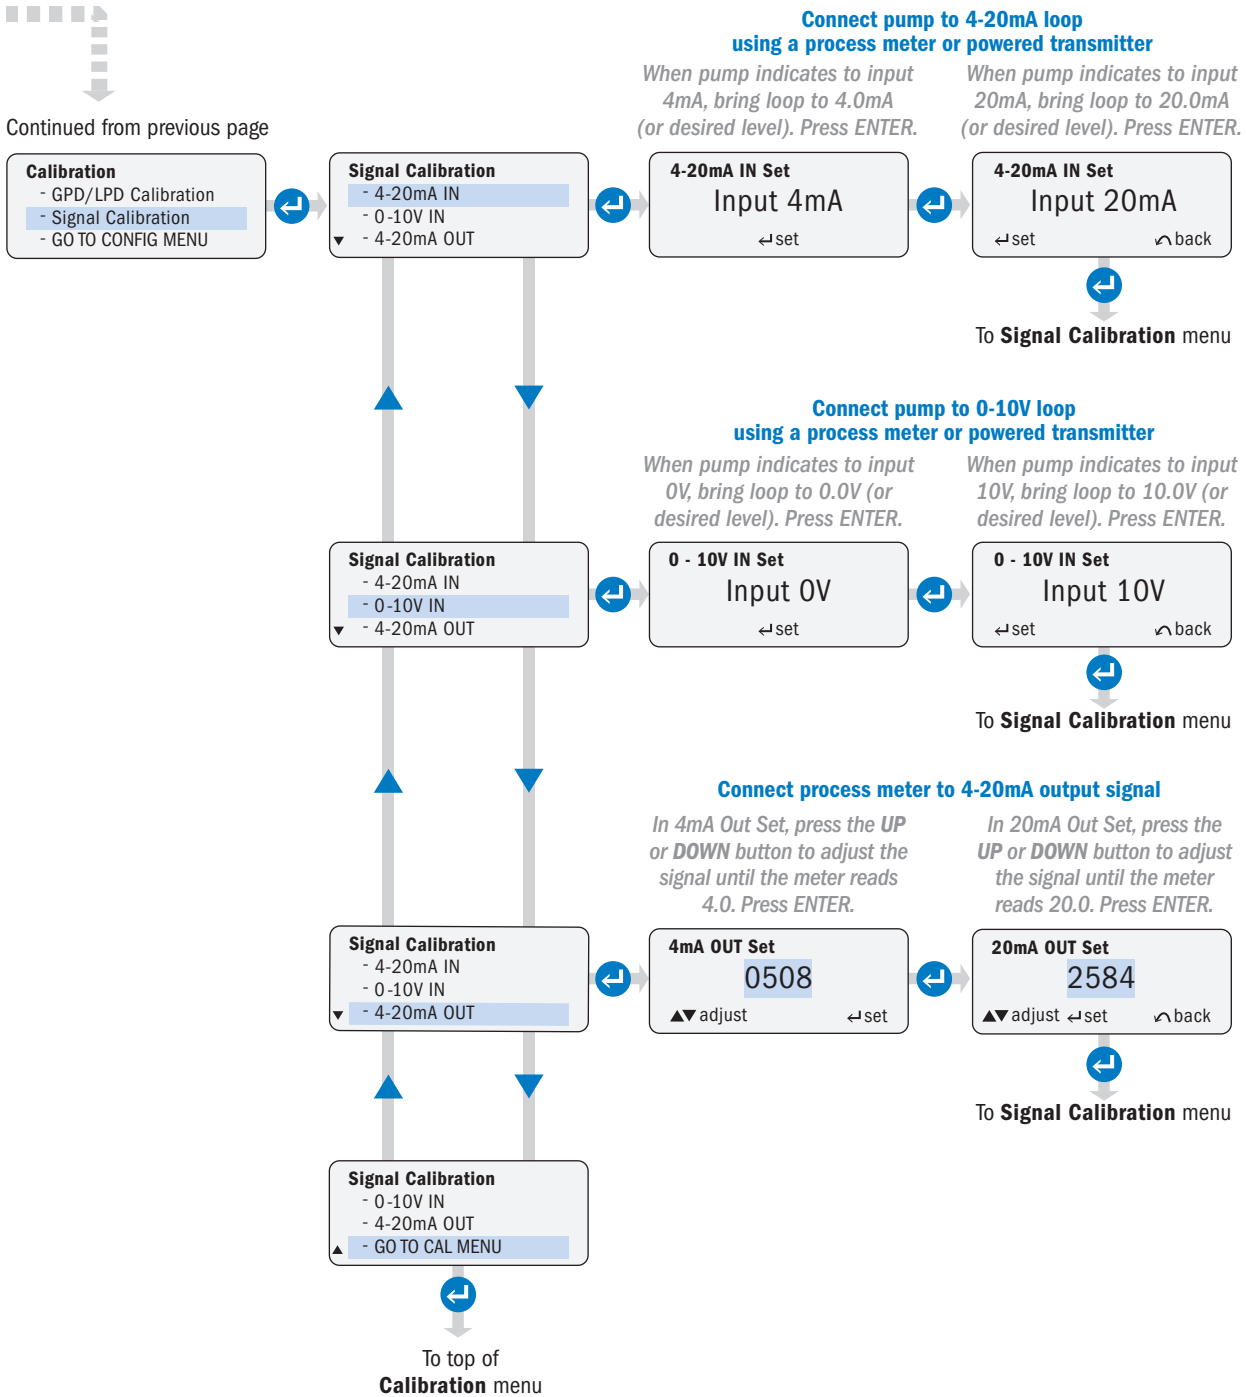 Connect pump to 4-20mA loop
using a process meter or powered transmitter
When pump indicates to input
4mA, bring loop to 4.0mA
(or desired level). Press ENTER.
When pump indicates to input
20mA, bring loop to 20.0mA
(or desired level). Press ENTER.
Continued from previous page
Calibration
- GPD/LPD Calibration
- Signal Calibration
- GO TO CONFIG MENU
Signal Calibration
- 4-20mA IN
- 0-10V IN
▼ - 4-20mA OUT
4-20mA IN Set
Input 4mA
↵ set
4-20mA IN Set
Input 20mA
↵ set ↶ back
To Signal Calibration menu
Connect pump to 0-10V loop
using a process meter or powered transmitter
When pump indicates to input
0V, bring loop to 0.0V (or
desired level). Press ENTER.
When pump indicates to input
10V, bring loop to 10.0V (or
desired level). Press ENTER.
Signal Calibration
- 4-20mA IN
- 0-10V IN
▼ - 4-20mA OUT
0 - 10V IN Set
Input 0V
↵ set
0 - 10V IN Set
Input 10V
↵ set ↶ back
To Signal Calibration menu
Connect process meter to 4-20mA output signal
In 4mA Out Set, press the UP
or DOWN button to adjust the
signal until the meter reads
4.0. Press ENTER.
In 20mA Out Set, press the
UP or DOWN button to adjust
the signal until the meter
reads 20.0. Press ENTER.
Signal Calibration
- 4-20mA IN
- 0-10V IN
▼ - 4-20mA OUT
4mA OUT Set
0508
▲▼ adjust ↵ set
20mA OUT Set
2584
▲▼ adjust ↵ set ↶ back
To Signal Calibration menu
Signal Calibration
- 0-10V IN
- 4-20mA OUT
▲ - GO TO CAL MENU
To top of
Calibration menu